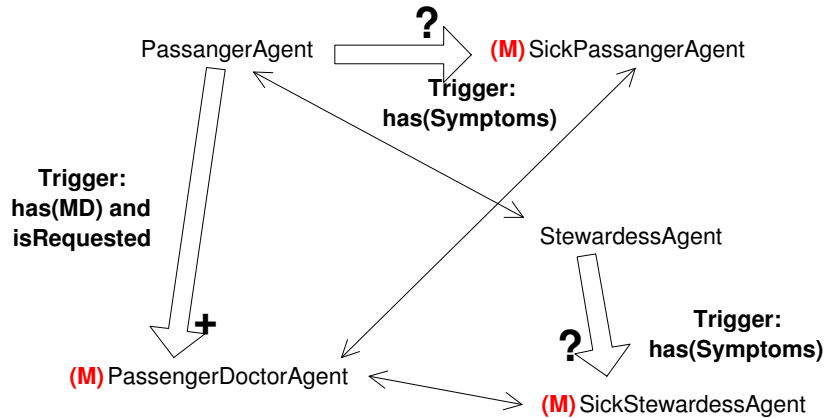 ?
PassangerAgent
(M) SickPassangerAgent
Trigger:
has(Symptoms)
Trigger:
has(MD) and
isRequested
StewardessAgent
+
?
Trigger:
has(Symptoms)
(M) PassengerDoctorAgent
(M) SickStewardessAgent